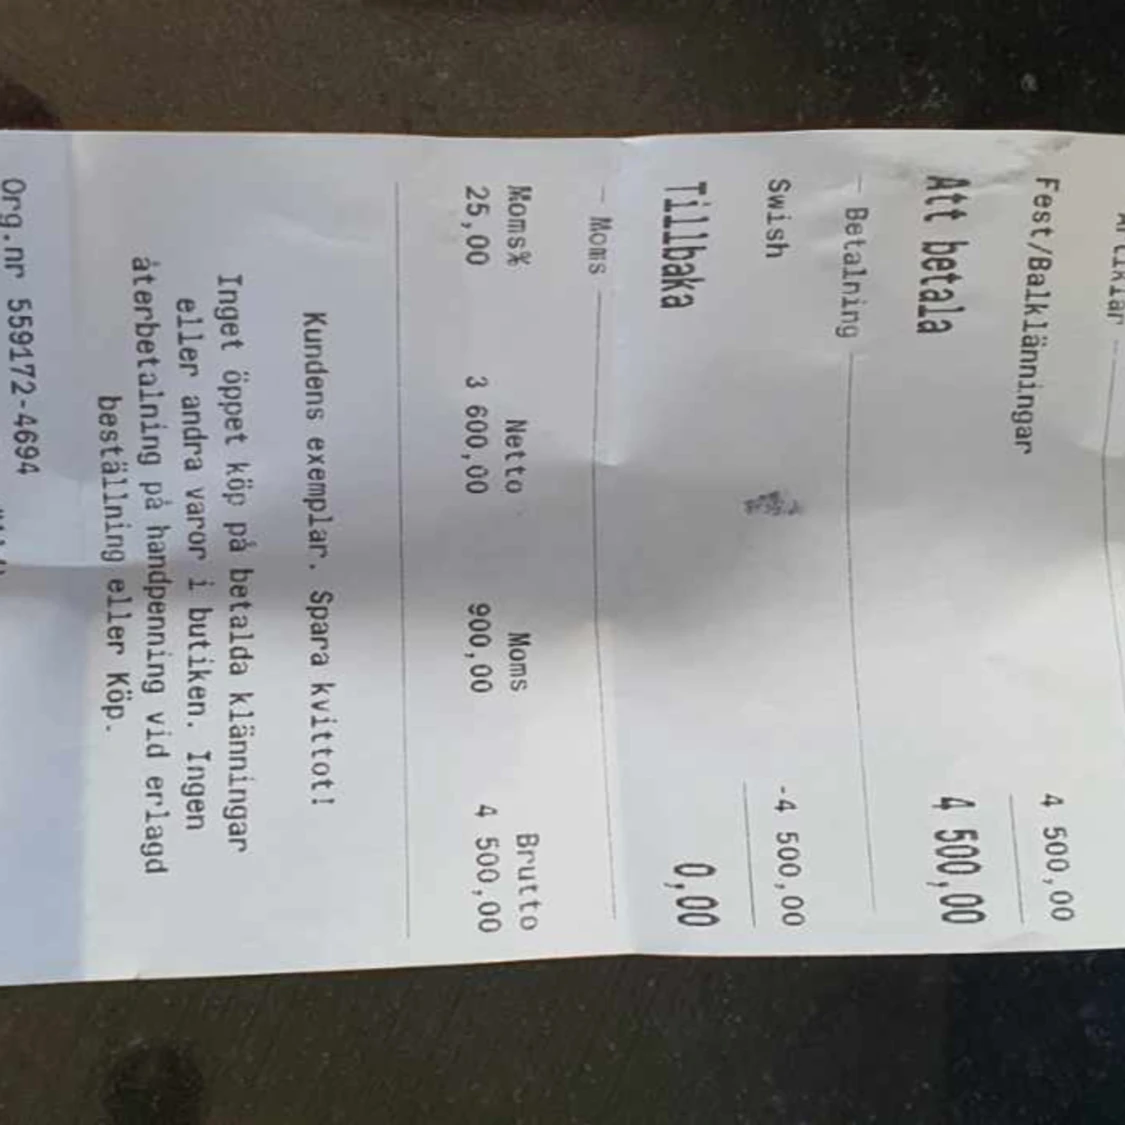 Artiklar
Fest/Balklänningar 4 500,00
Att betala 4 500,00
Betalning
Swish -4 500,00
Tillbaka 0,00
Moms
Moms% Netto Moms Brutto
25,00 3 600,00 900,00 4 500,00
Kundens exemplar. Spara kvittot!
Inget öppet köp på betalda klänningar
eller andra varor i butiken. Ingen
återbetalning på handpenning vid erlagd
beställning eller Köp.
Org.nr 559172-4694